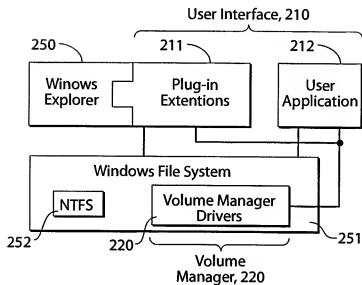 User Interface, 210
250
211
212
Winows
Explorer
Plug-in
Extentions
User
Application
Windows File System
NTFS
Volume Manager
Drivers
252
220
251
Volume
Manager, 220